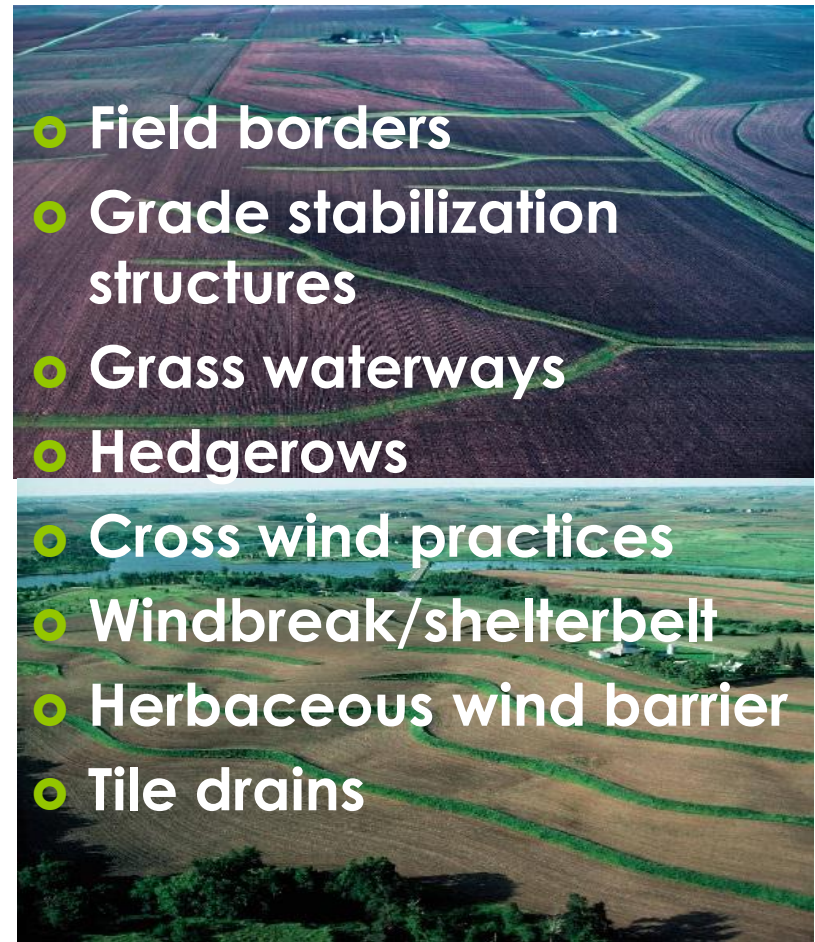 Field borders
Grade stabilization
structures
Grass waterways
Hedgerows
Cross wind practices
Windbreak/shelterbelt
Herbaceous wind barrier
Tile drains